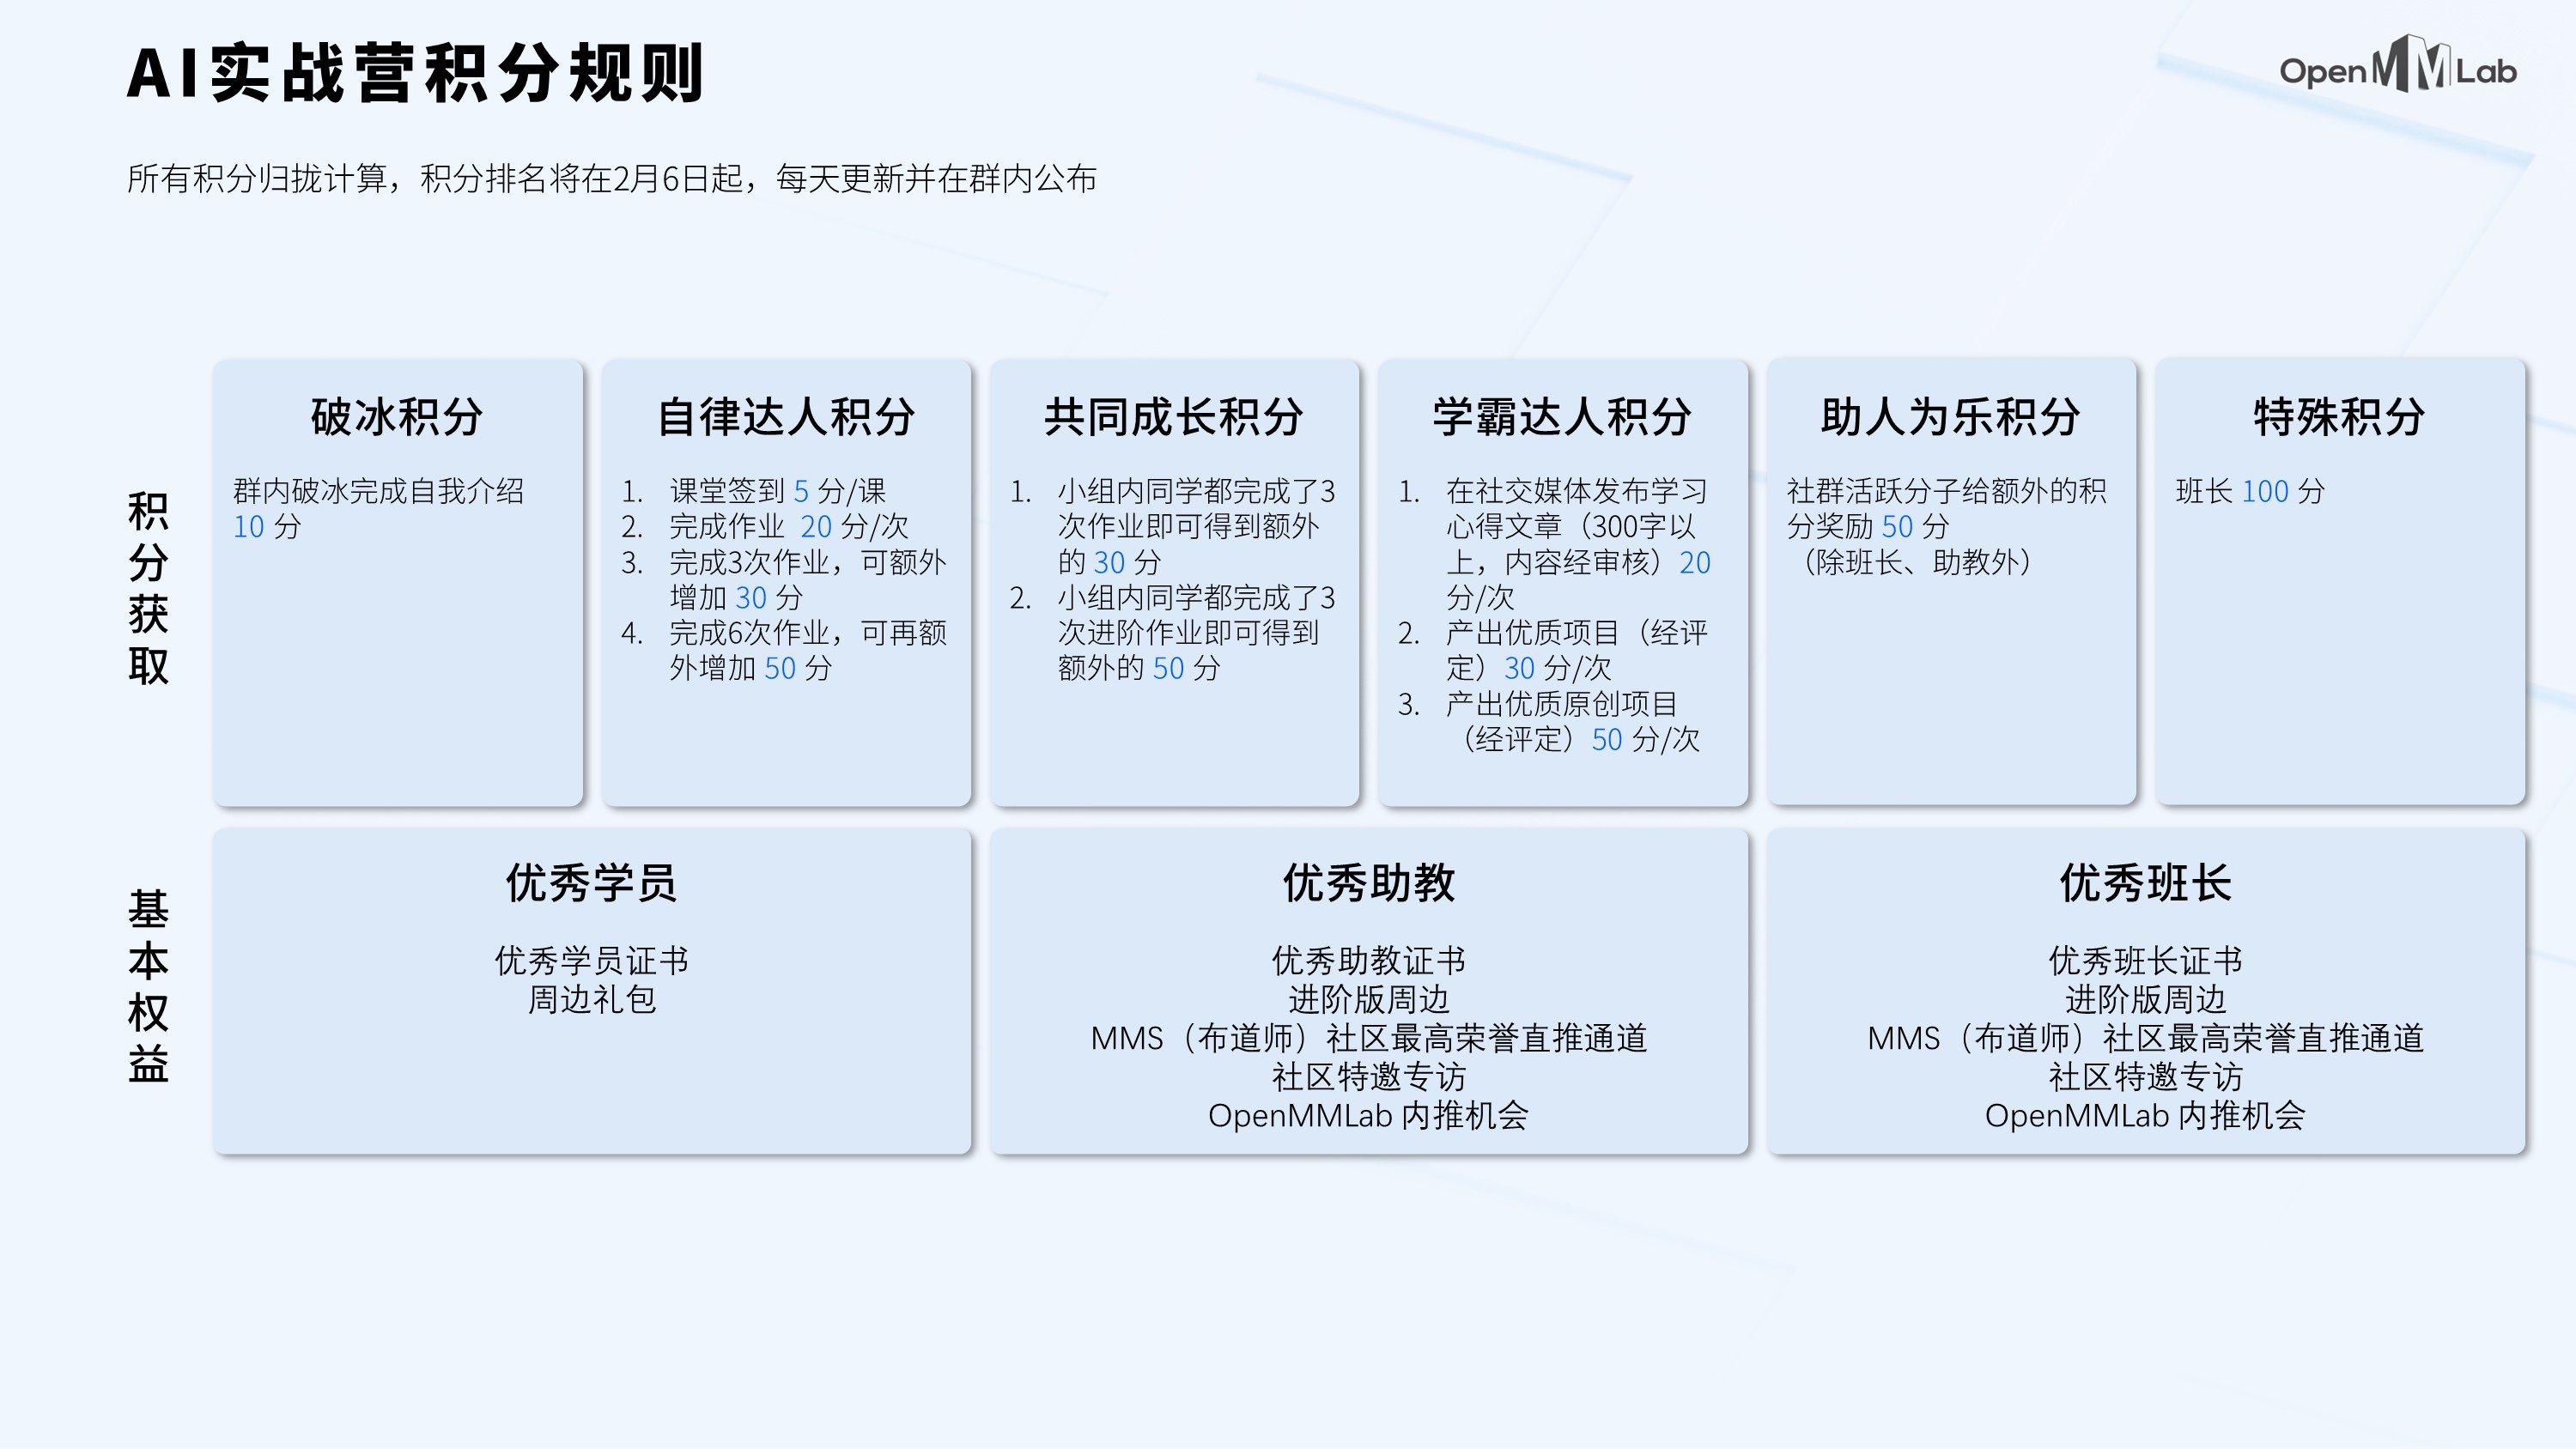 AI实战营积分规则
OpenMMLab
所有积分归拢计算，积分排名将在2月6日起，每天更新并在群内公布
积分获取
破冰积分
群内破冰完成自我介绍
10 分
自律达人积分
1. 课堂签到 5 分/课
2. 完成作业 20 分/次
3. 完成3次作业，可额外
增加 30 分
4. 完成6次作业，可再额
外增加 50 分
共同成长积分
1. 小组内同学都完成了3
次作业即可得到额外
的 30 分
2. 小组内同学都完成了3
次进阶作业即可得到
额外的 50 分
学霸达人积分
1. 在社交媒体发布学习
心得文章（300字以
上，内容经审核）20
分/次
2. 产出优质项目（经评
定）30 分/次
3. 产出优质原创项目
（经评定）50 分/次
助人为乐积分
社群活跃分子给额外的积
分奖励 50 分
（除班长、助教外）
特殊积分
班长 100 分
基本权益
优秀学员
优秀学员证书
周边礼包
优秀助教
优秀助教证书
进阶版周边
MMS（布道师）社区最高荣誉直推通道
社区特邀专访
OpenMMLab 内推机会
优秀班长
优秀班长证书
进阶版周边
MMS（布道师）社区最高荣誉直推通道
社区特邀专访
OpenMMLab 内推机会